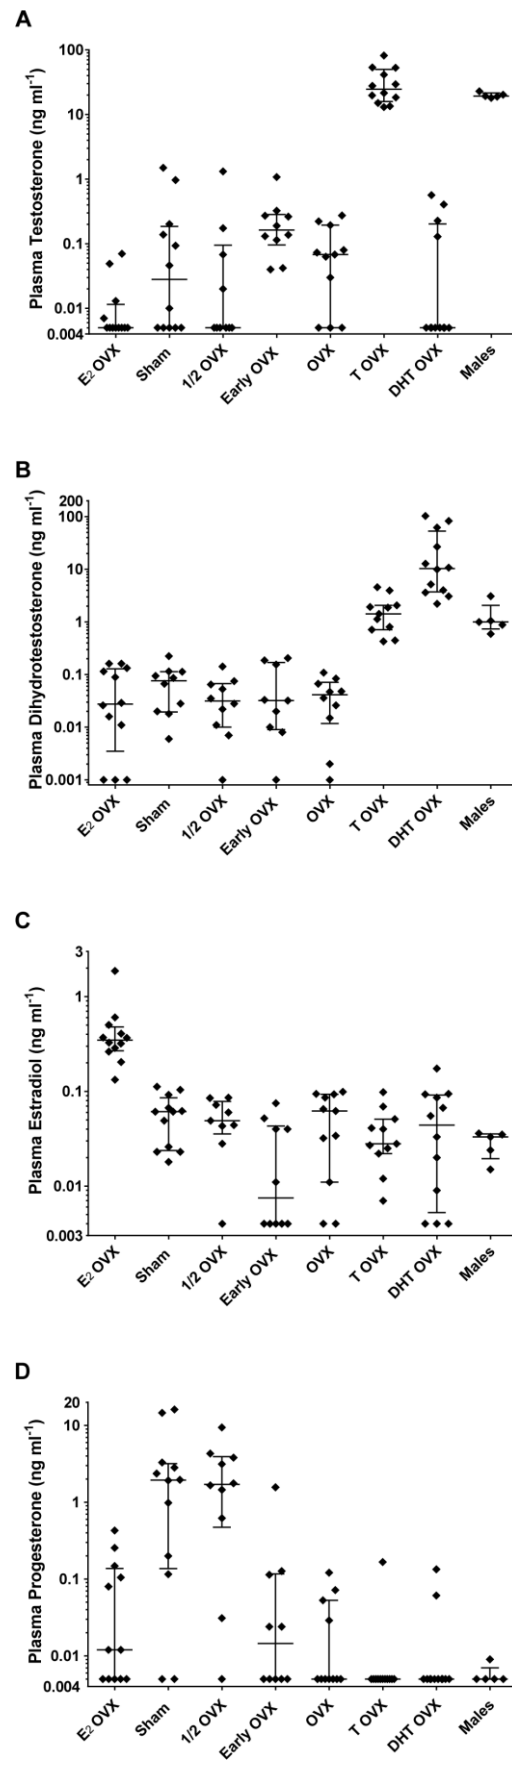 A
Plasma Testosterone (ng ml⁻¹)
100
10
1
0.1
0.01
0.004
E₂ OVX
Sham
1/2 OVX
Early OVX
OVX
T OVX
DHT OVX
Males
B
Plasma Dihydrotestosterone (ng ml⁻¹)
200
100
10
1
0.1
0.01
0.001
E₂ OVX
Sham
1/2 OVX
Early OVX
OVX
T OVX
DHT OVX
Males
C
Plasma Estradiol (ng ml⁻¹)
3
1
0.1
0.01
0.003
E₂ OVX
Sham
1/2 OVX
Early OVX
OVX
T OVX
DHT OVX
Males
D
Plasma Progesterone (ng ml⁻¹)
20
10
1
0.1
0.01
0.004
E₂ OVX
Sham
1/2 OVX
Early OVX
OVX
T OVX
DHT OVX
Males